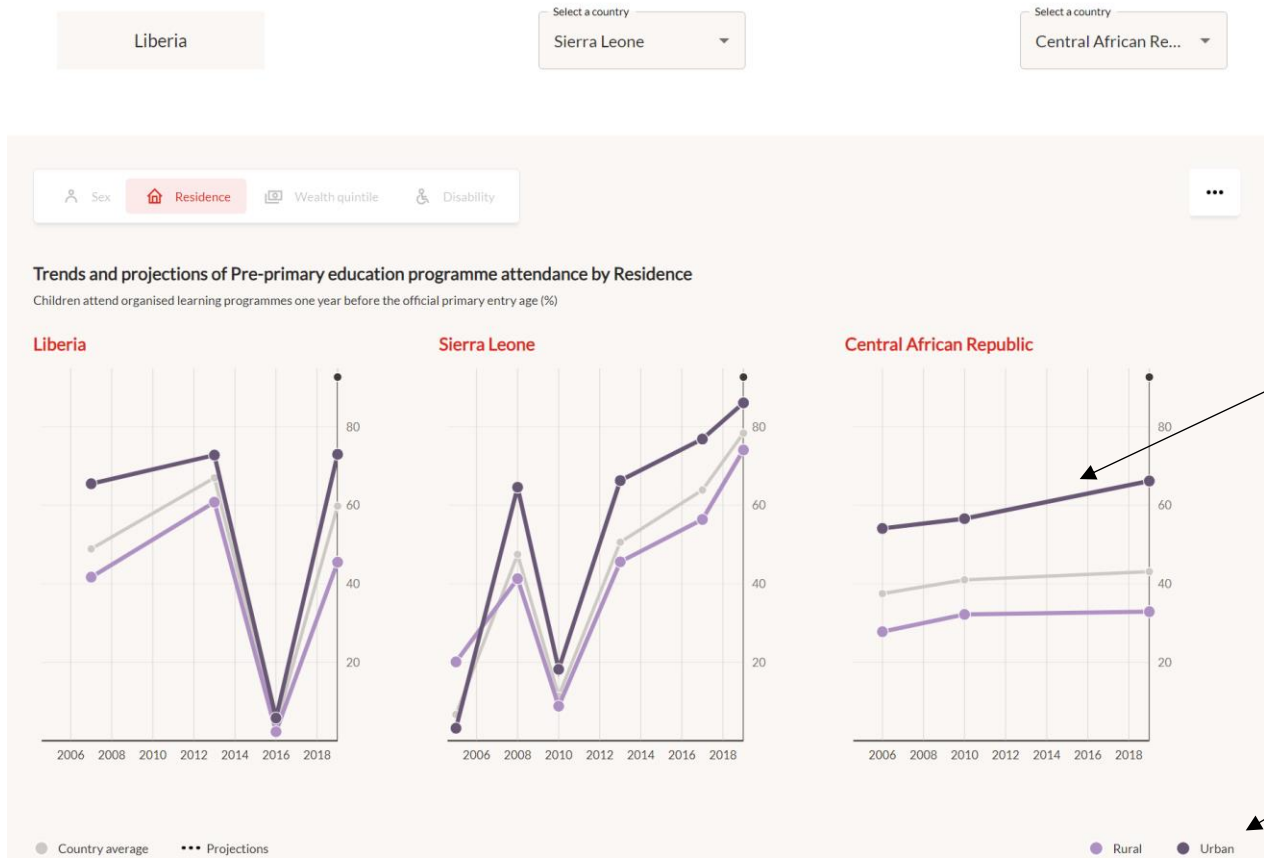 Liberia
Select a country
Sierra Leone
Select a country
Central African Re...
Sex
Residence
Wealth quintile
Disability
Trends and projections of Pre-primary education programme attendance by Residence
Children attend organised learning programmes one year before the official primary entry age (%)
Liberia
80
60
40
20
2006 2008 2010 2012 2014 2016 2018
Sierra Leone
80
60
40
20
2006 2008 2010 2012 2014 2016 2018
Central African Republic
80
60
40
20
2006 2008 2010 2012 2014 2016 2018
Country average
Projections
Rural
Urban